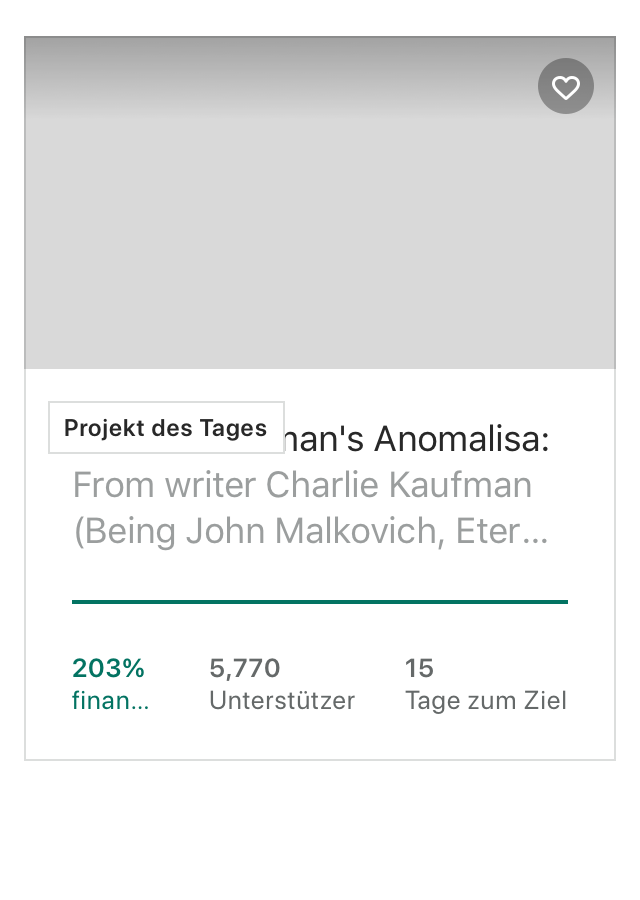 Projekt des Tages
man's Anomalisa:
From writer Charlie Kaufman
(Being John Malkovich, Eter...
203%
finan...
5,770
Unterstützer
15
Tage zum Ziel